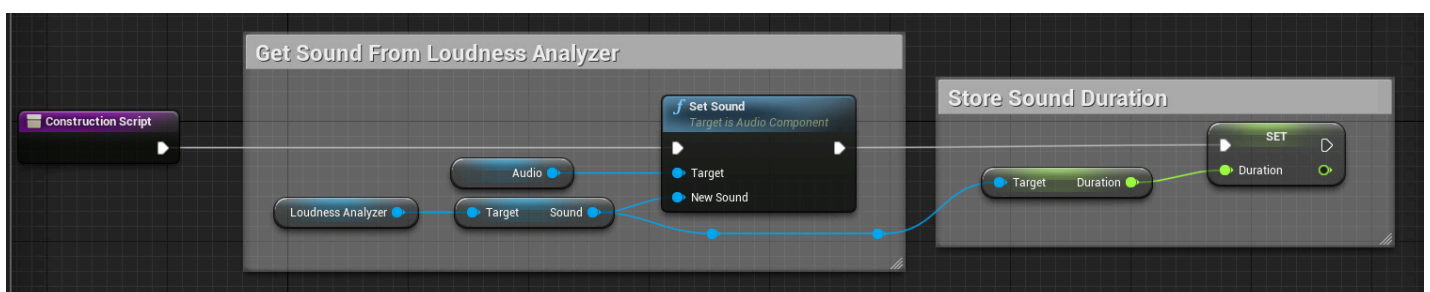 Get Sound From Loudness Analyzer
Store Sound Duration
Construction Script
f Set Sound
Target is Audio Component
SET
Audio
Target
Target Duration
Duration
Loudness Analyzer
Target Sound
New Sound